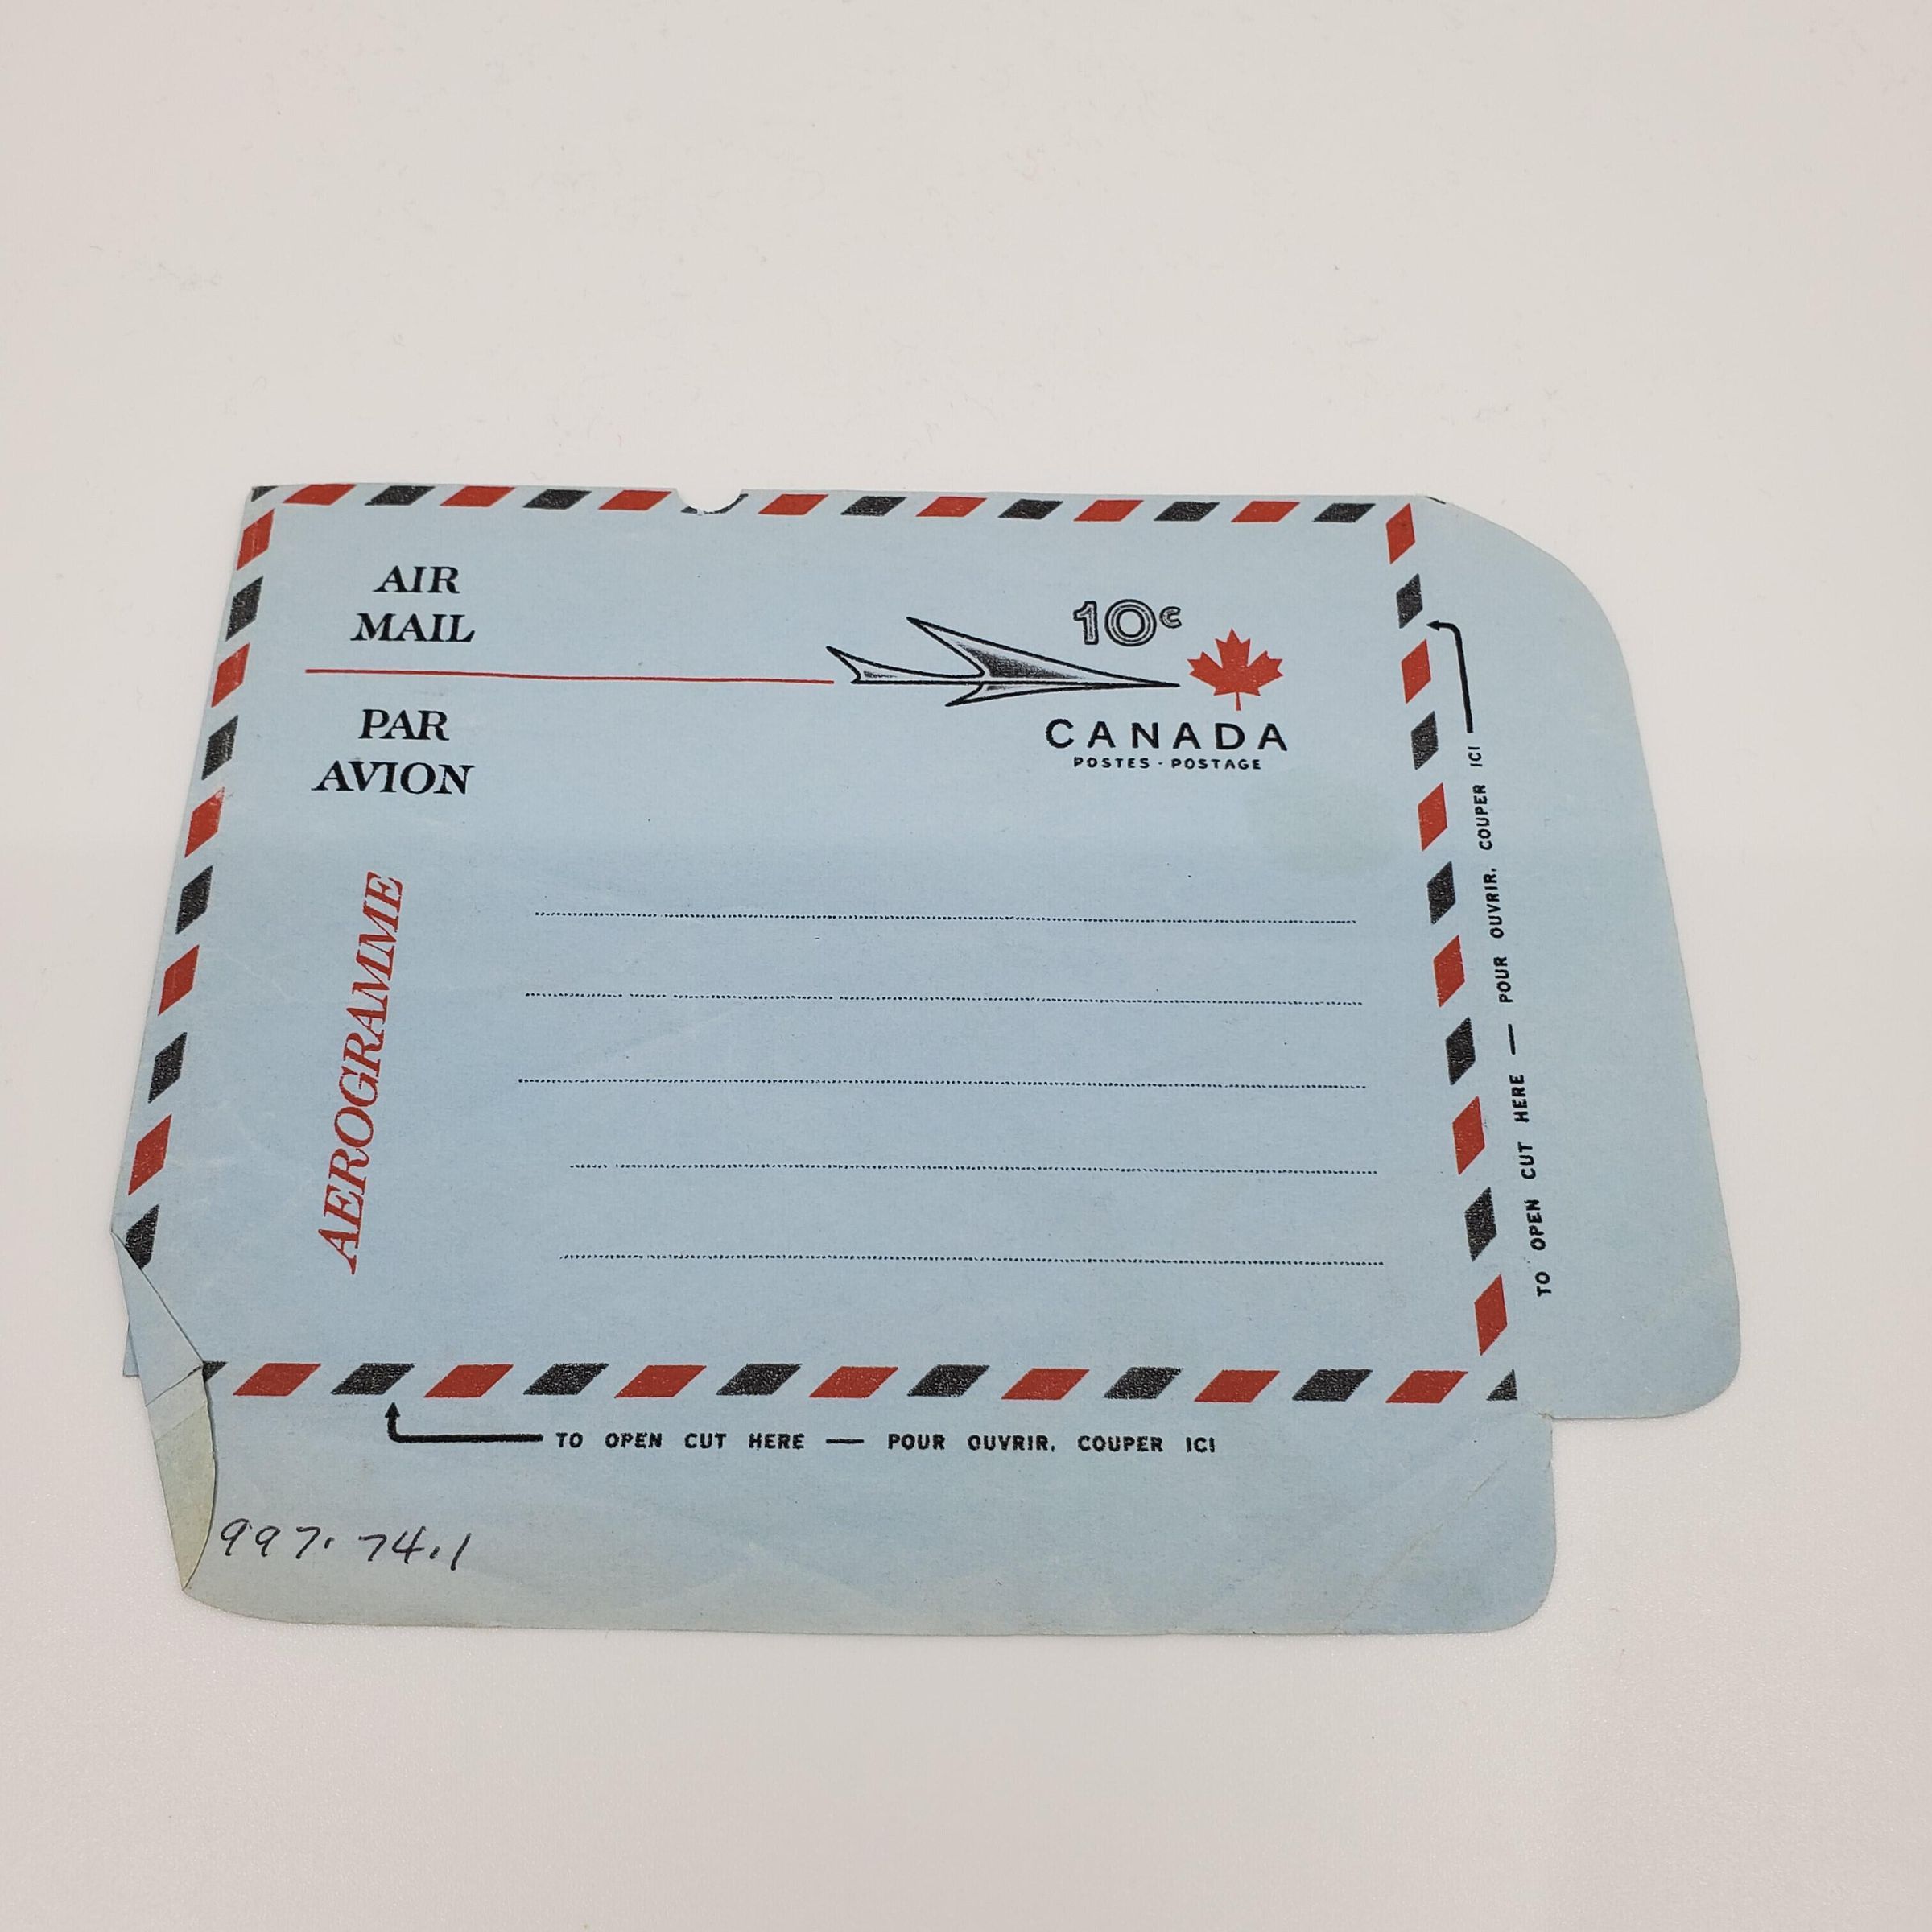 AIR
MAIL
10c
CANADA
POSTES - POSTAGE
PAR
AVION
AEROGRAMME
TO OPEN CUT HERE — POUR OUVRIR, COUPER ICI
TO OPEN CUT HERE — POUR OUVRIR, COUPER ICI
997.74.1